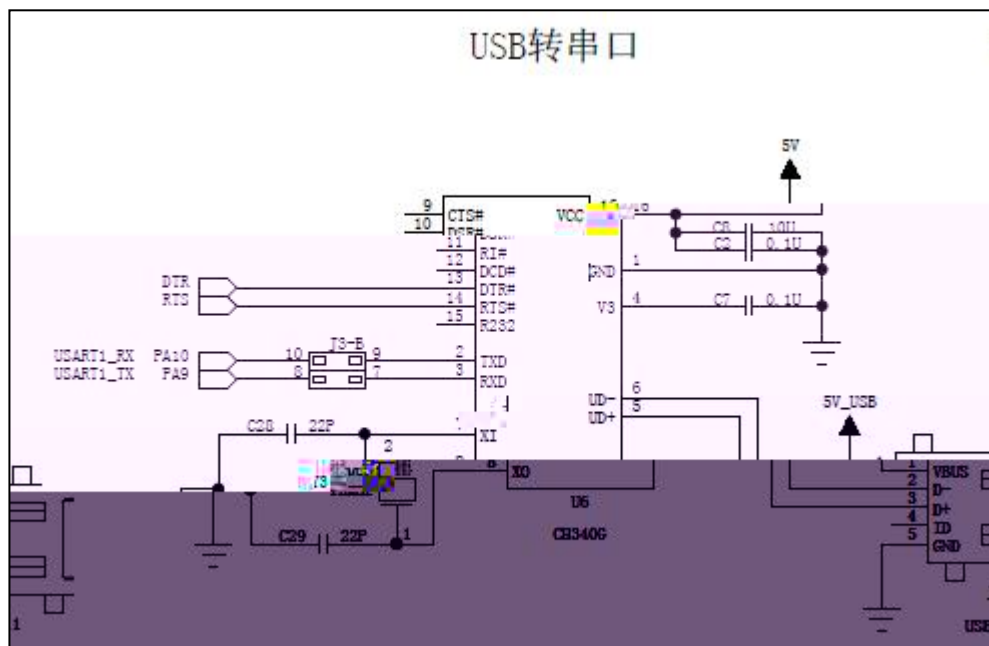 USB转串口
5V
9 CTS# VCC
10
C8 10U
11 RI# C2 0.1U
12 DCD# GND 1
DTR 13 DTR#
RTS 14 RTS# V3 4 C7 0.1U
15 R232
J3-B
USART1_RX PA10 10 9 2 TXD
USART1_TX PA9 8 7 3 RXD
UD- 6
UD+ 5
5V_USB
C28 22P XI
2
8 XO
1 VBUS
2 D-
3 D+
4 ID
5 GND
U6
C29 22P 1 CH340G
1